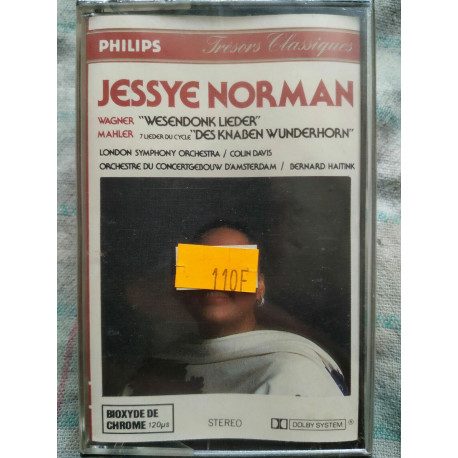 PHILIPS
Trésors Classiques
JESSYE NORMAN
WAGNER "WESENDONK LIEDER"
MAHLER 7 LIEDER DU CYCLE "DES KNABEN WUNDERHORN"
LONDON SYMPHONY ORCHESTRA / COLIN DAVIS
ORCHESTRE DU CONCERTGEBOUW D'AMSTERDAM / BERNARD HAITINK
110F
BIOXYDE DE
CHROME 120µs
STEREO
DOLBY SYSTEM ®